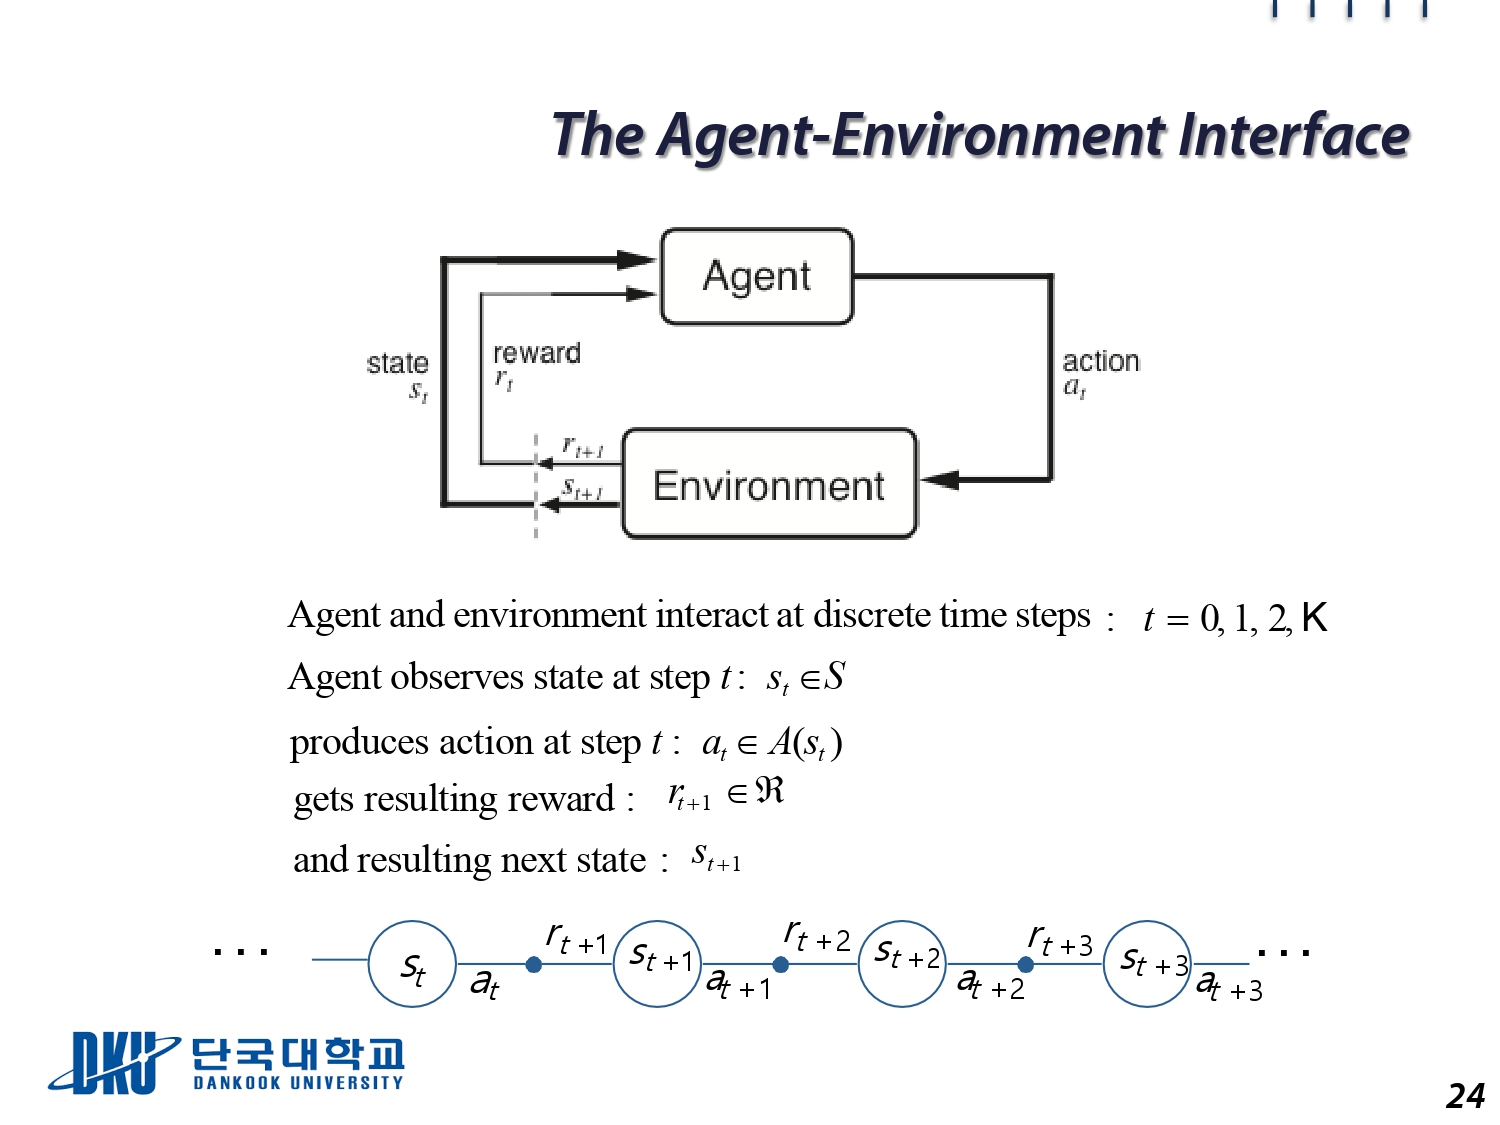 The Agent-Environment Interface
Agent
state
s_t
reward
r_t
action
a_t
r_{t+1}
s_{t+1}
Environment
Agent and environment interact at discrete time steps : t = 0, 1, 2, K
Agent observes state at step t : s_t ∈ S
produces action at step t : a_t ∈ A(s_t)
gets resulting reward : r_{t+1} ∈ ℜ
and resulting next state : s_{t+1}
. . . s_t a_t r_{t+1} s_{t+1} a_{t+1} r_{t+2} s_{t+2} a_{t+2} r_{t+3} s_{t+3} a_{t+3} . . .
DKU 단국대학교
DANKOOK UNIVERSITY
24